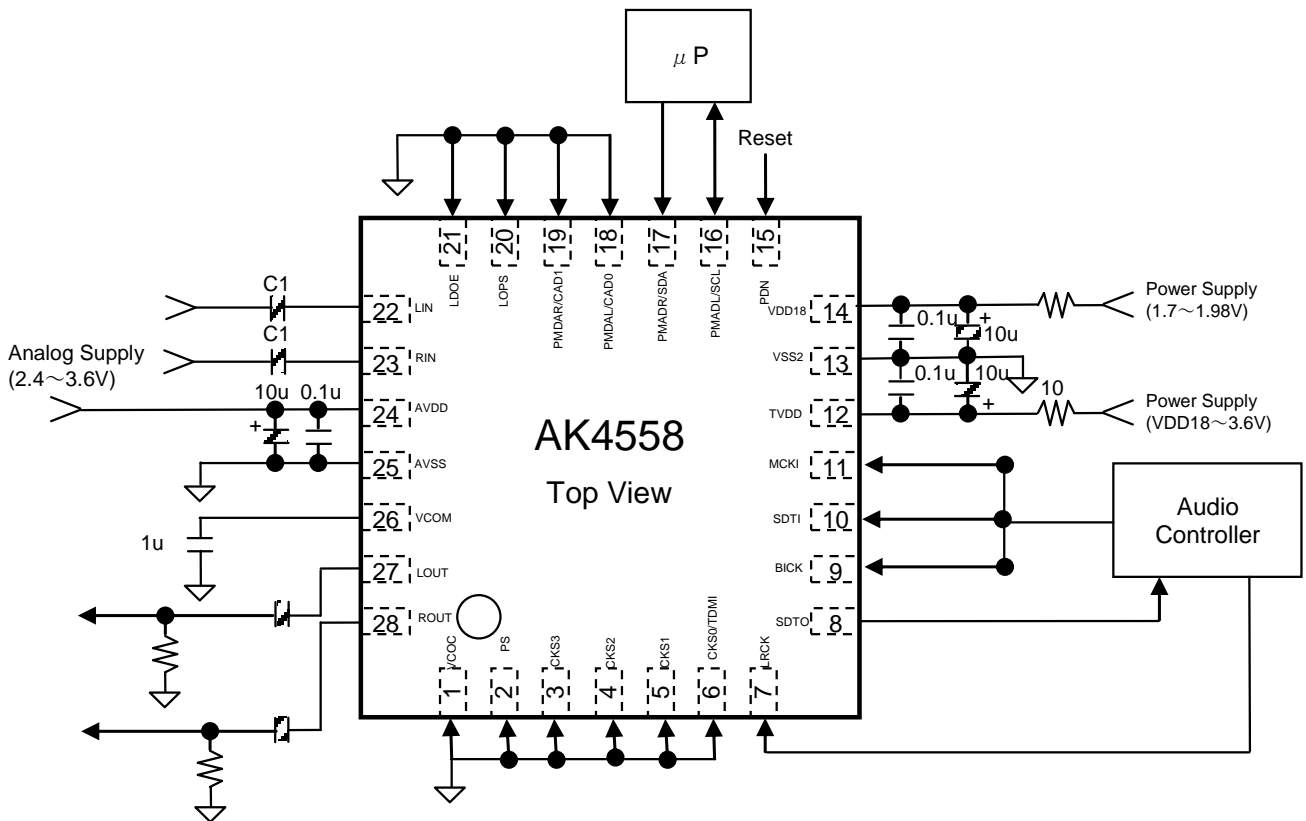 μ P
Reset
21
20
19
18
17
16
15
LDOE
LOPS
PMDAR/CAD1
PMDAL/CAD0
PMADR/SDA
PMADL/SCL
PDN
C1
22
LIN
C1
23
RIN
Analog Supply
(2.4～3.6V)
10u
0.1u
+
24
AVDD
25
AVSS
26
VCOM
1u
27
LOUT
28
ROUT
AK4558
Top View
VDD18
14
0.1u
+
10u
Power Supply
(1.7～1.98V)
VSS2
13
0.1u
10u
+
10
TVDD
12
Power Supply
(VDD18～3.6V)
MCKI
11
SDTI
10
BICK
9
SDTO
8
Audio
Controller
VCOC
PS
CKS3
CKS2
CKS1
CKS0/TDMI
LRCK
1
2
3
4
5
6
7